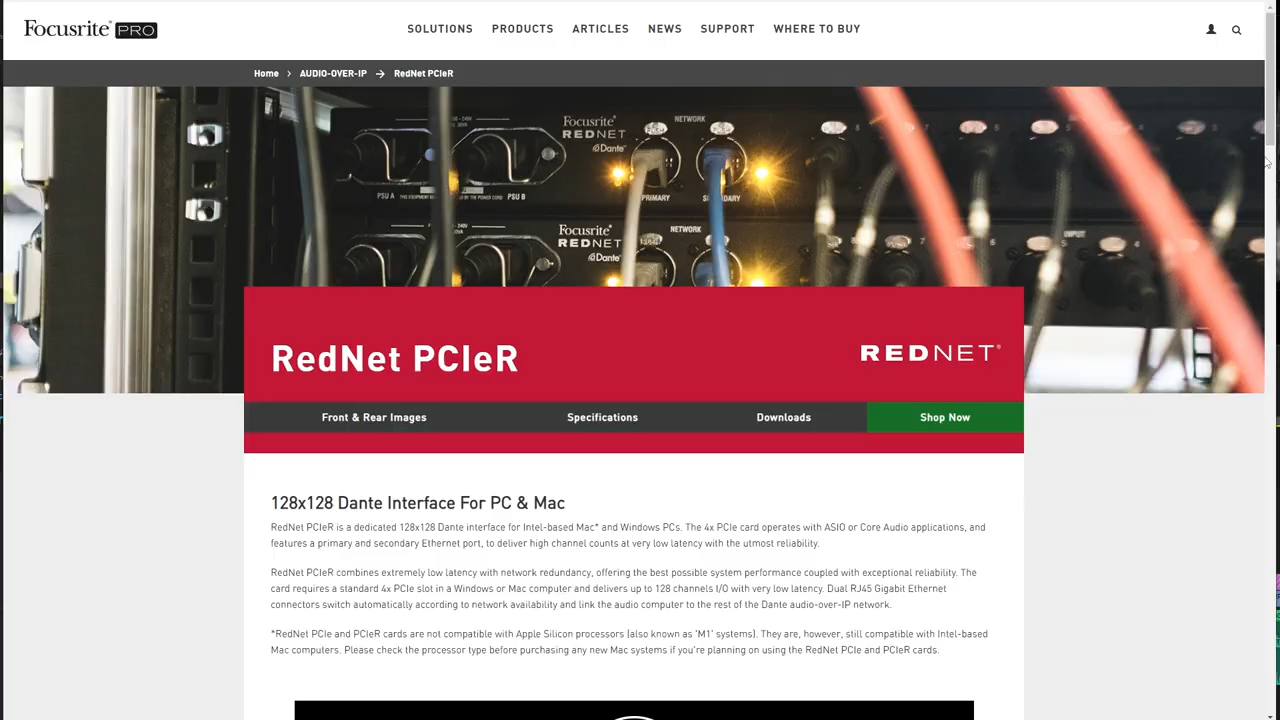 Focusrite PRO
SOLUTIONS PRODUCTS ARTICLES NEWS SUPPORT WHERE TO BUY
Home > AUDIO-OVER-IP → RedNet PCIeR
Focusrite
REDNET
Dante
NETWORK
PSU A
PSU B
PRIMARY
SECONDARY
Focusrite
REDNET
Dante
NETWORK
INPUT
RedNet PCIeR
REDNET®
Front & Rear Images Specifications Downloads Shop Now
128x128 Dante Interface For PC & Mac
RedNet PCIeR is a dedicated 128x128 Dante interface for Intel-based Mac* and Windows PCs. The 4x PCIe card operates with ASIO or Core Audio applications, and
features a primary and secondary Ethernet port, to deliver high channel counts at very low latency with the utmost reliability.
RedNet PCIeR combines extremely low latency with network redundancy, offering the best possible system performance coupled with exceptional reliability. The
card requires a standard 4x PCIe slot in a Windows or Mac computer and delivers up to 128 channels I/O with very low latency. Dual RJ45 Gigabit Ethernet
connectors switch automatically according to network availability and link the audio computer to the rest of the Dante audio-over-IP network.
*RedNet PCIe and PCIeR cards are not compatible with Apple Silicon processors (also known as 'M1' systems). They are, however, still compatible with Intel-based
Mac computers. Please check the processor type before purchasing any new Mac systems if you're planning on using the RedNet PCIe and PCIeR cards.